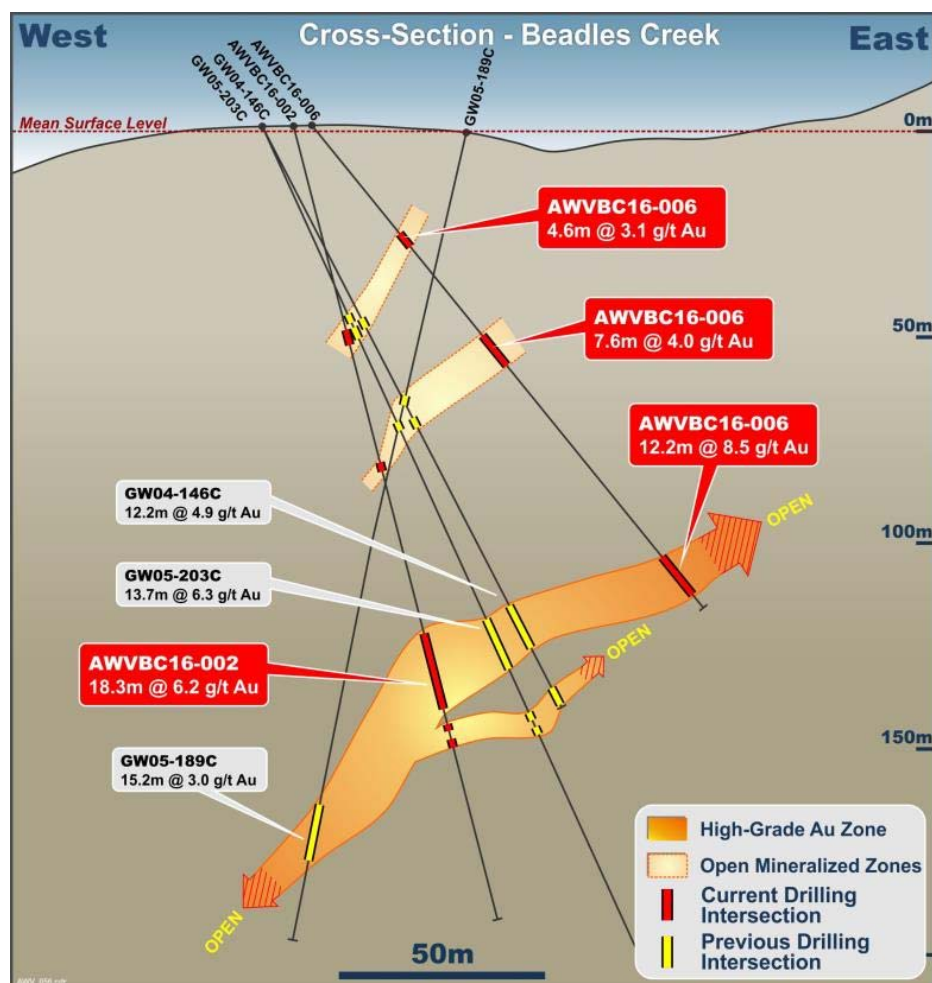 West
Cross-Section - Beadles Creek
East
GW05-203C
GW04-146C
AWVBC16-002
AWVBC16-006
GW05-189C
Mean Surface Level
0m
AWVBC16-006
4.6m @ 3.1 g/t Au
50m
AWVBC16-006
7.6m @ 4.0 g/t Au
AWVBC16-006
12.2m @ 8.5 g/t Au
GW04-146C
12.2m @ 4.9 g/t Au
OPEN
100m
GW05-203C
13.7m @ 6.3 g/t Au
OPEN
AWVBC16-002
18.3m @ 6.2 g/t Au
150m
GW05-189C
15.2m @ 3.0 g/t Au
OPEN
High-Grade Au Zone
Open Mineralized Zones
Current Drilling
Intersection
Previous Drilling
Intersection
50m